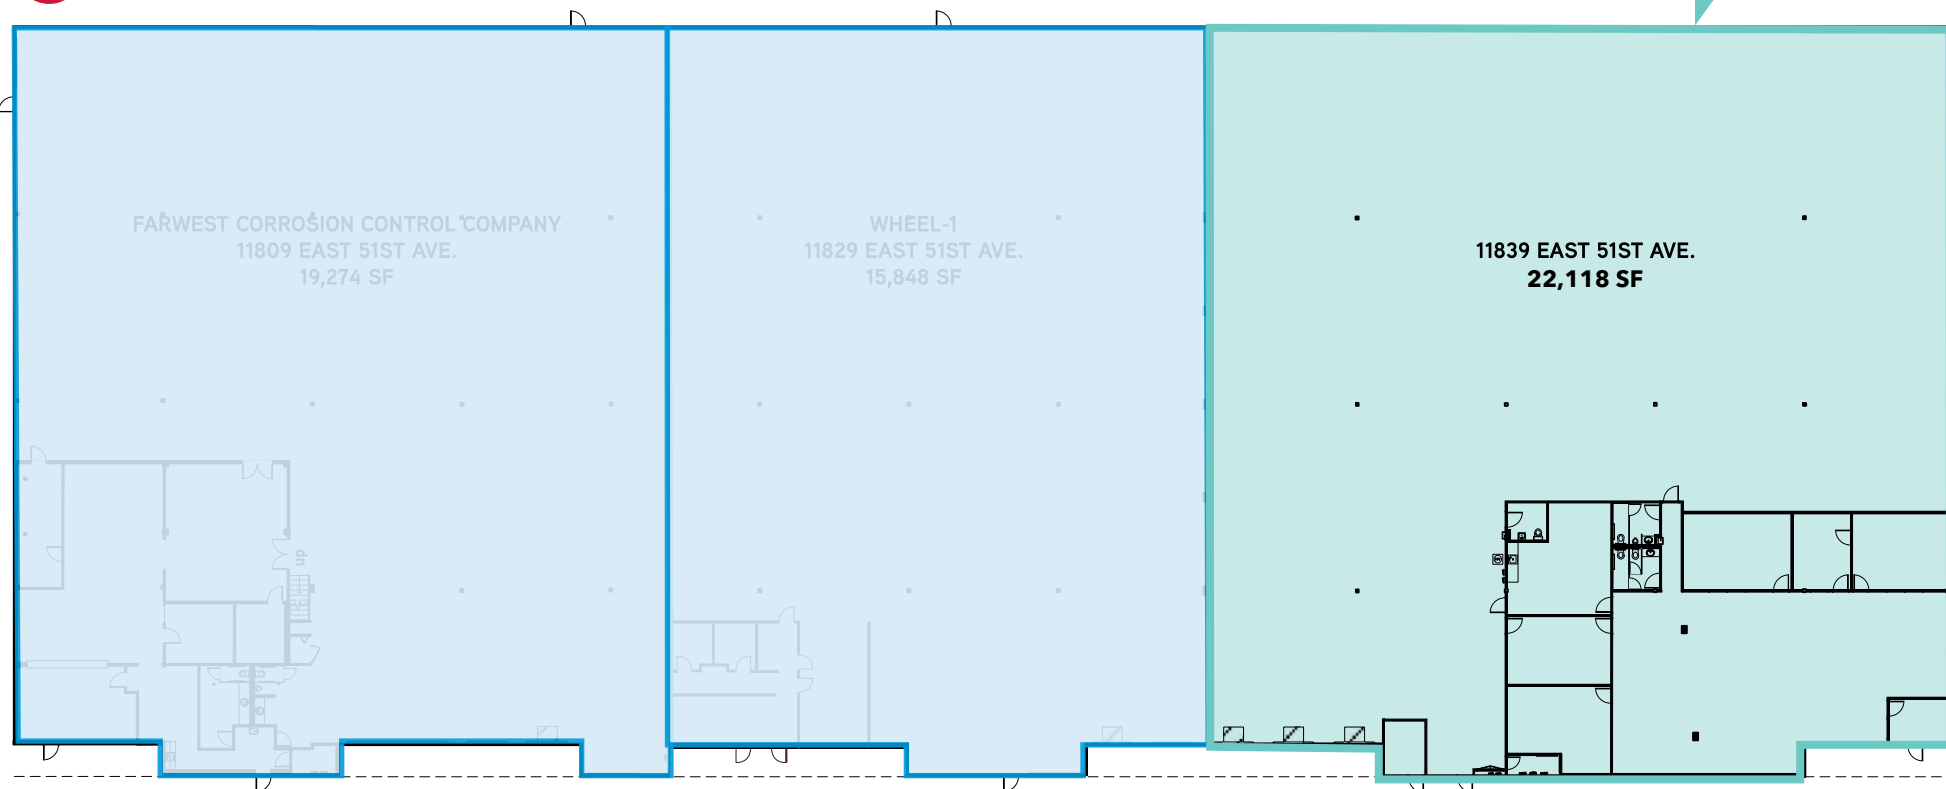 FARWEST CORROSION CONTROL COMPANY
11809 EAST 51ST AVE.
19,274 SF
WHEEL-1
11829 EAST 51ST AVE.
15,848 SF
11839 EAST 51ST AVE.
22,118 SF
up